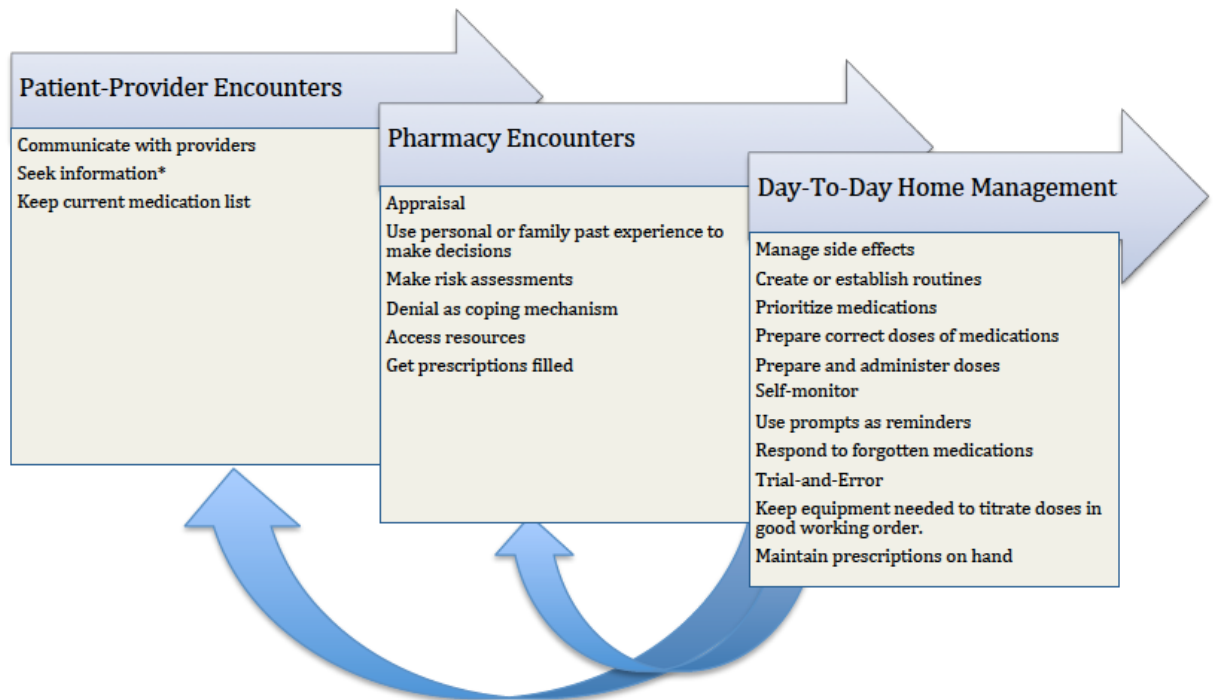 Patient-Provider Encounters
Communicate with providers
Seek information*
Keep current medication list
Pharmacy Encounters
Appraisal
Use personal or family past experience to
make decisions
Make risk assessments
Denial as coping mechanism
Access resources
Get prescriptions filled
Day-To-Day Home Management
Manage side effects
Create or establish routines
Prioritize medications
Prepare correct doses of medications
Prepare and administer doses
Self-monitor
Use prompts as reminders
Respond to forgotten medications
Trial-and-Error
Keep equipment needed to titrate doses in
good working order.
Maintain prescriptions on hand